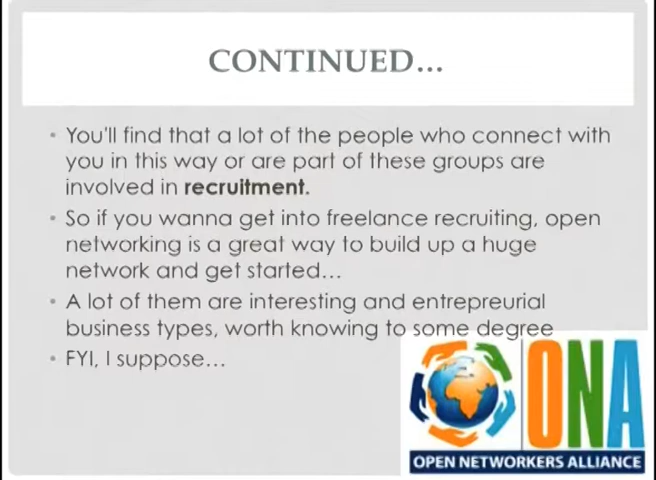 CONTINUED...
• You'll find that a lot of the people who connect with
you in this way or are part of these groups are
involved in recruitment.
• So if you wanna get into freelance recruiting, open
networking is a great way to build up a huge
network and get started...
• A lot of them are interesting and entrepreurial
business types, worth knowing to some degree
• FYI, I suppose...
ONA
OPEN NETWORKERS ALLIANCE